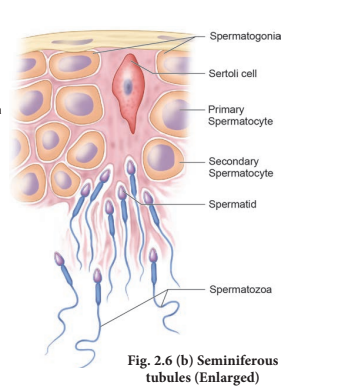 Spermatogonia
Sertoli cell
Primary
Spermatocyte
Secondary
Spermatocyte
Spermatid
Spermatozoa
Fig. 2.6 (b) Seminiferous
tubules (Enlarged)